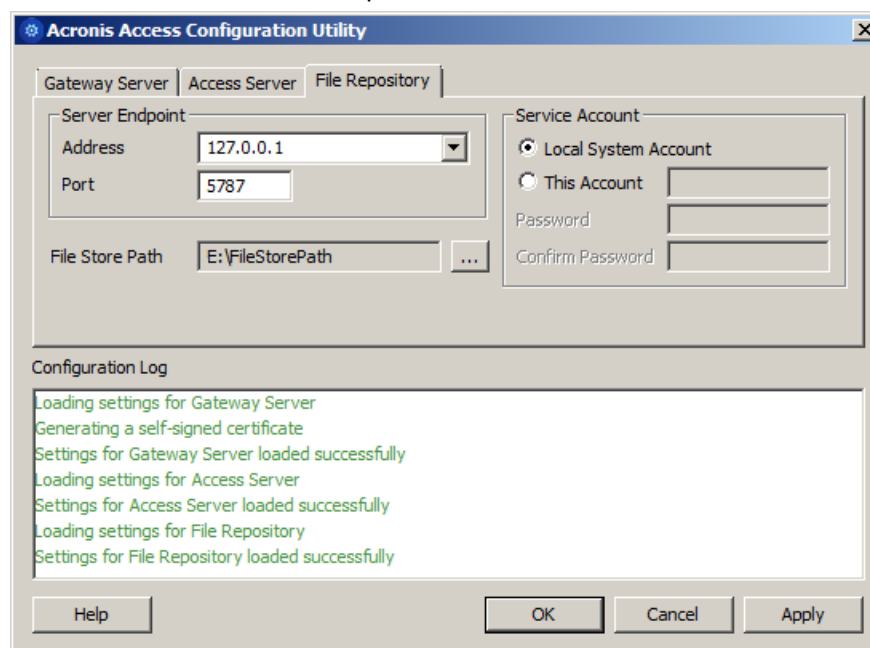 Acronis Access Configuration Utility
Gateway Server Access Server File Repository
Server Endpoint
Address 127.0.0.1
Port 5787
File Store Path E:\FileStorePath ...
Service Account
Local System Account
This Account
Password
Confirm Password
Configuration Log
Loading settings for Gateway Server
Generating a self-signed certificate
Settings for Gateway Server loaded successfully
Loading settings for Access Server
Settings for Access Server loaded successfully
Loading settings for File Repository
Settings for File Repository loaded successfully
Help OK Cancel Apply